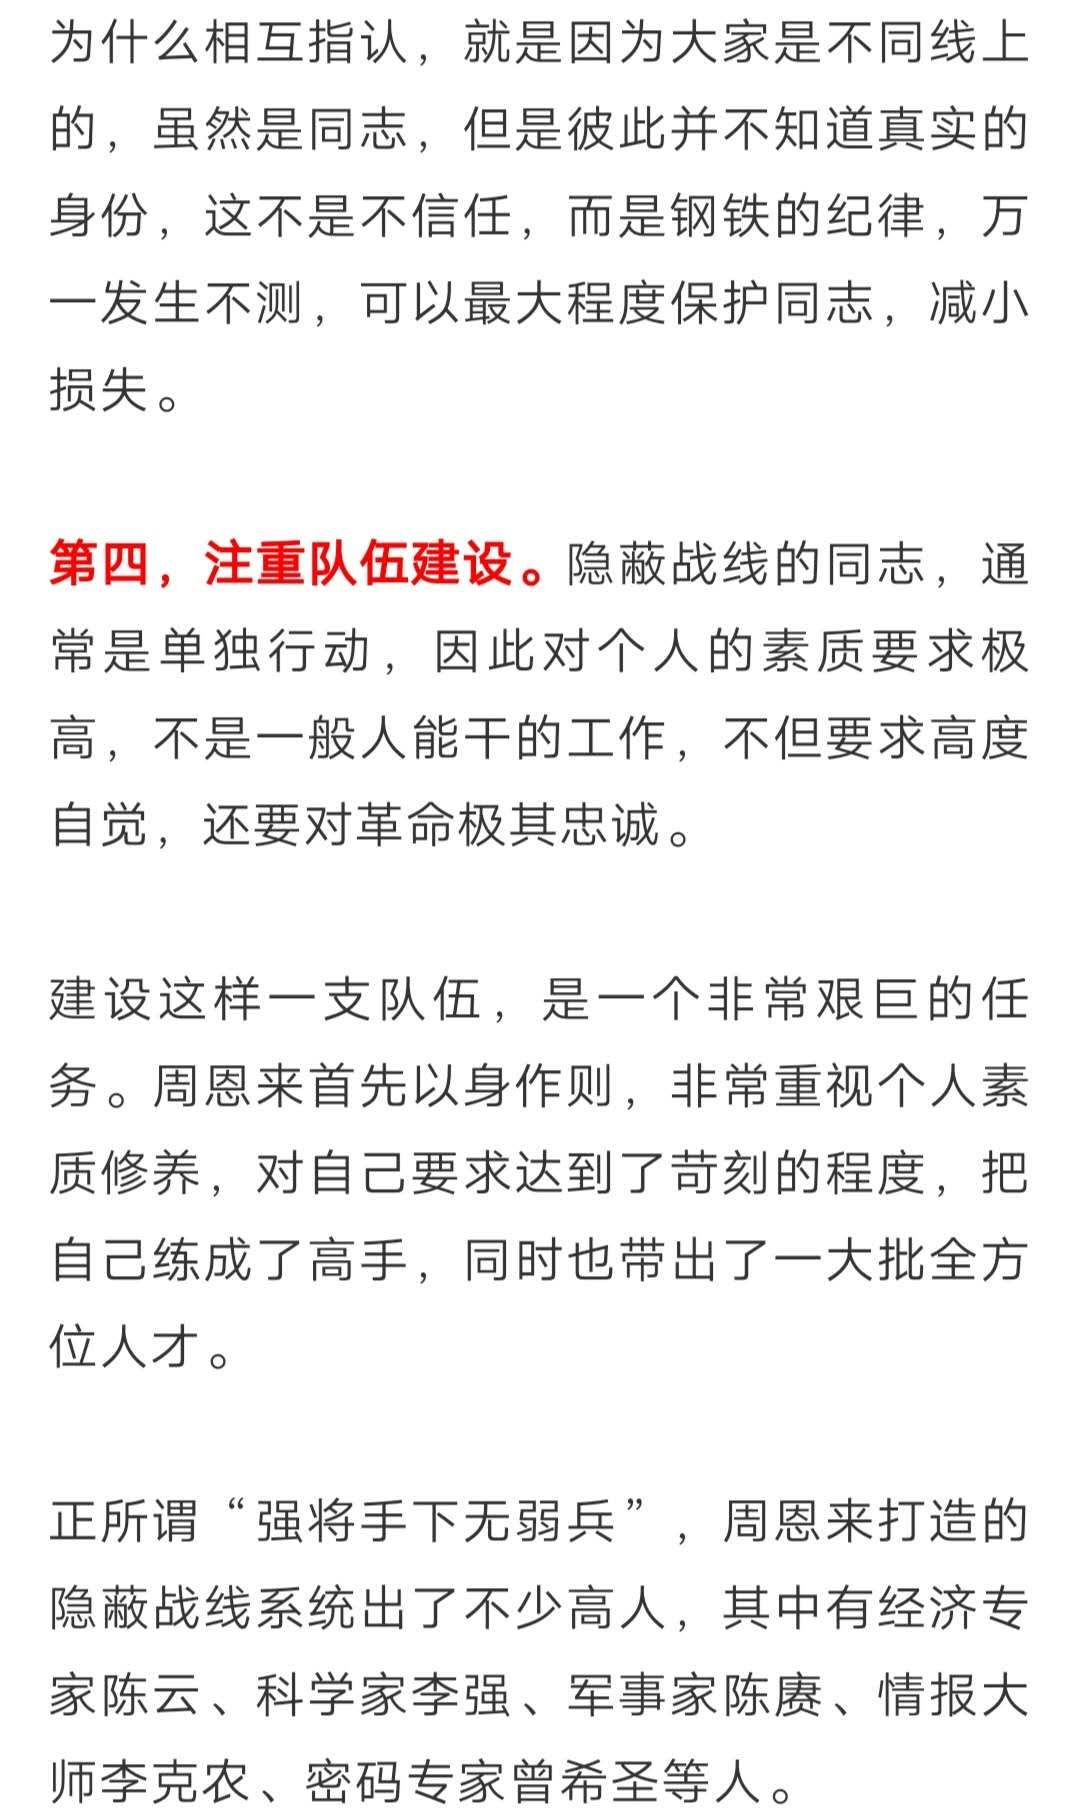 为什么相互指认，就是因为大家是不同线上
的，虽然是同志，但是彼此并不知道真实的
身份，这不是不信任，而是钢铁的纪律，万
一发生不测，可以最大程度保护同志，减小
损失。
第四，注重队伍建设。隐蔽战线的同志，通
常是单独行动，因此对个人的素质要求极
高，不是一般人能干的工作，不但要求高度
自觉，还要对革命极其忠诚。
建设这样一支队伍，是一个非常艰巨的任
务。周恩来首先以身作则，非常重视个人素
质修养，对自己要求达到了苛刻的程度，把
自己练成了高手，同时也带出了一大批全方
位人才。
正所谓“强将手下无弱兵”，周恩来打造的
隐蔽战线系统出了不少高人，其中有经济专
家陈云、科学家李强、军事家陈赓、情报大
师李克农、密码专家曾希圣等人。